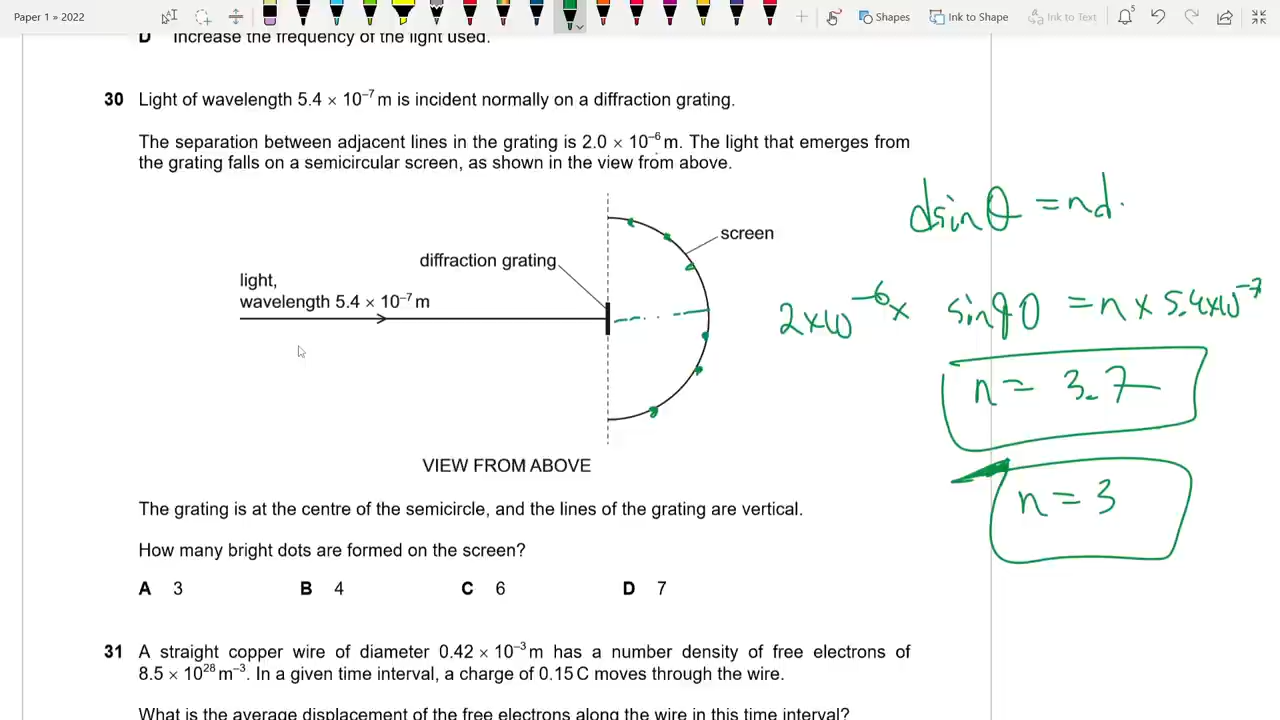 Paper 1 » 2022
Shapes
Ink to Shape
Ink to Text
5
D Increase the frequency of the light used.
30 Light of wavelength 5.4 × 10⁻⁷ m is incident normally on a diffraction grating.
The separation between adjacent lines in the grating is 2.0 × 10⁻⁶ m. The light that emerges from
the grating falls on a semicircular screen, as shown in the view from above.
dsinθ = nd.
screen
diffraction grating
light,
wavelength 5.4 × 10⁻⁷ m
2×10⁻⁶ × sin90 = n × 5.4×10⁻⁷
n = 3.7
VIEW FROM ABOVE
n = 3
The grating is at the centre of the semicircle, and the lines of the grating are vertical.
How many bright dots are formed on the screen?
A 3 B 4 C 6 D 7
31 A straight copper wire of diameter 0.42 × 10⁻³ m has a number density of free electrons of
8.5 × 10²⁸ m⁻³. In a given time interval, a charge of 0.15 C moves through the wire.
What is the average displacement of the free electrons along the wire in this time interval?